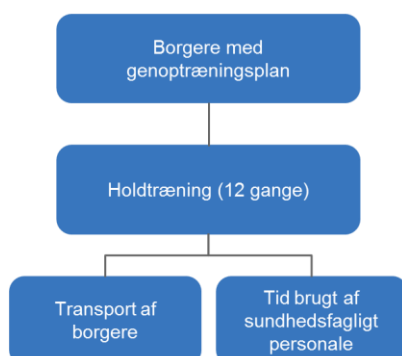 Borgere med
genoptræningsplan
Holdtræning (12 gange)
Transport af
borgere
Tid brugt af
sundhedsfagligt
personale